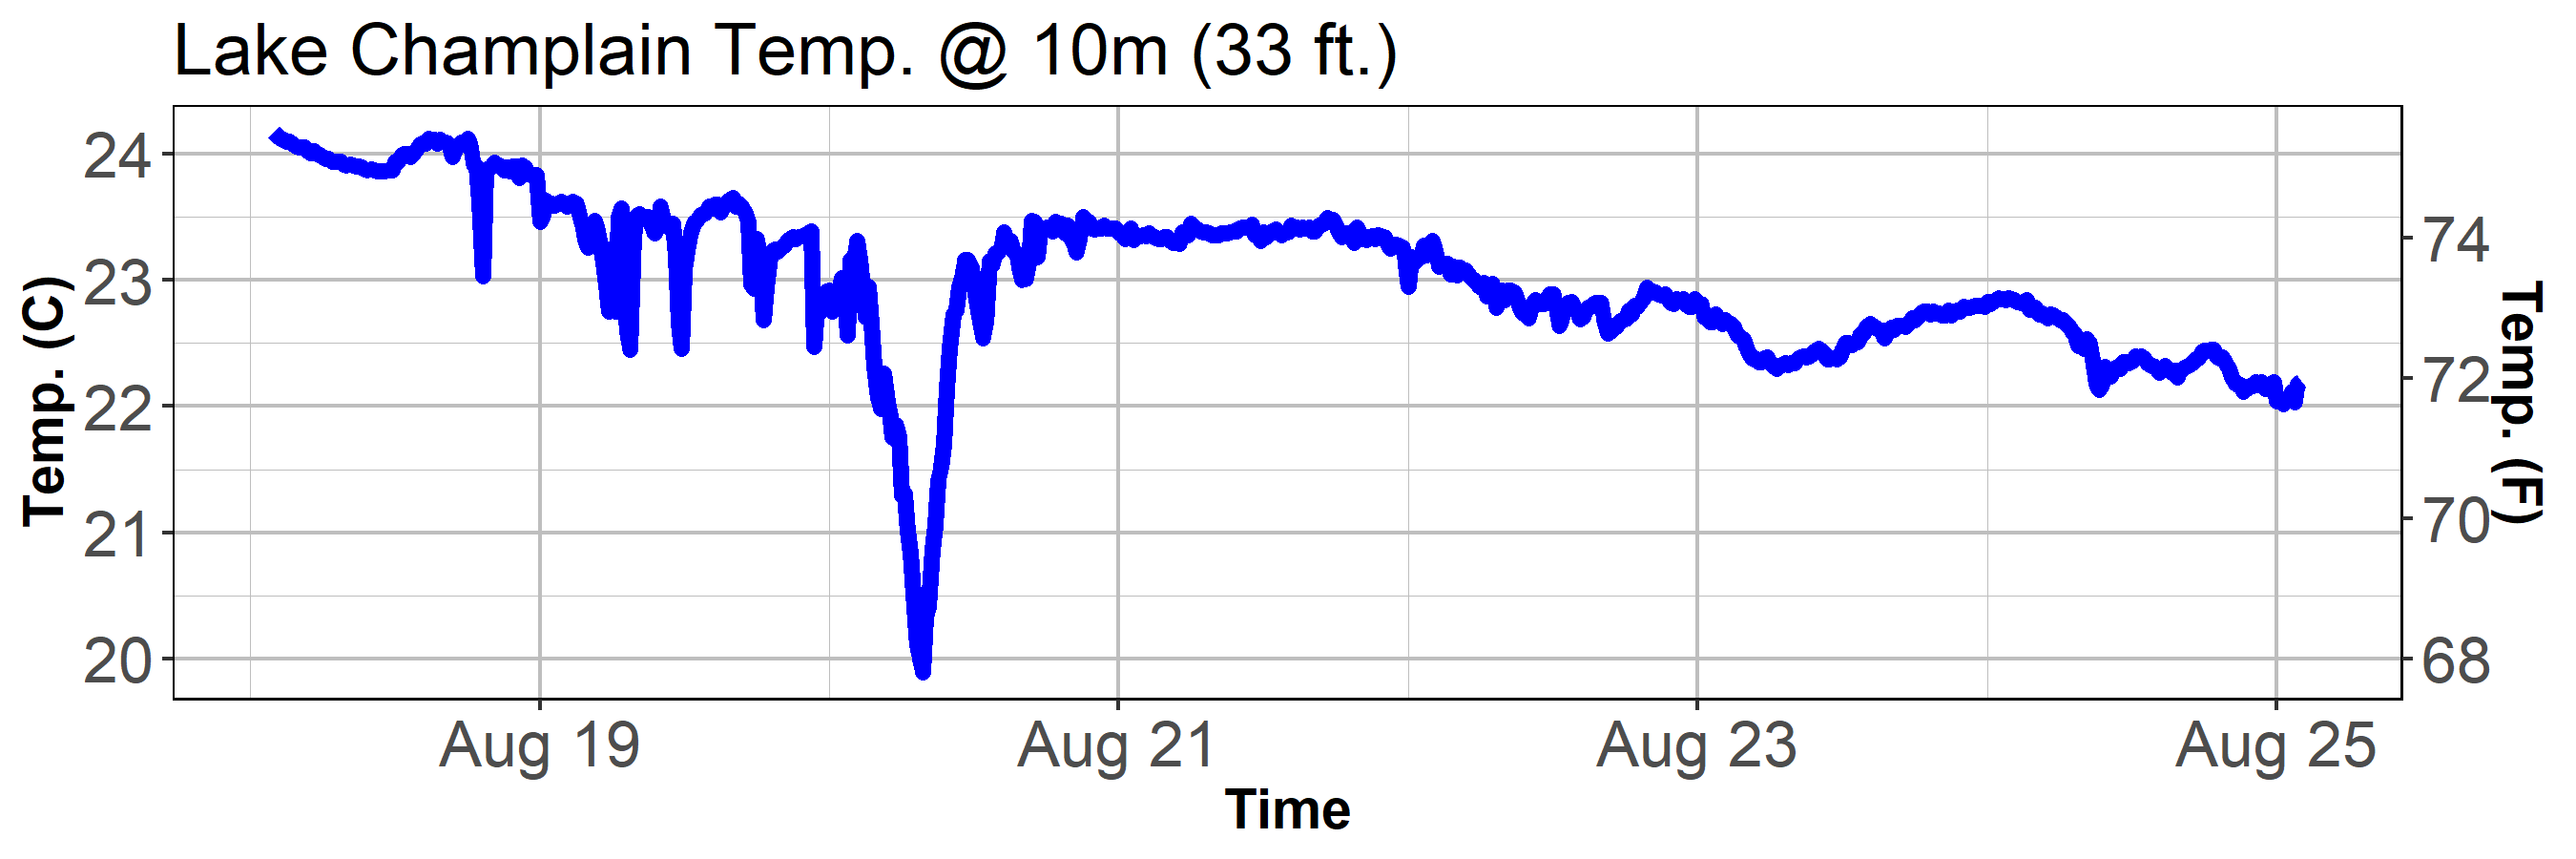 Lake Champlain Temp. @ 10m (33 ft.)
Temp. (C)
24
23
22
21
20
74
72
70
68
Temp. (F)
Aug 19 Aug 21 Aug 23 Aug 25
Time